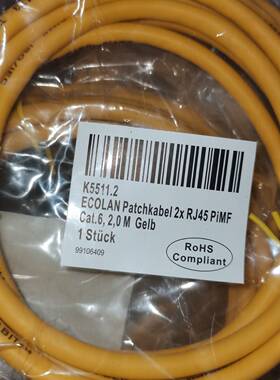 K5511.2
ECOLAN Patchkabel 2x RJ45 PiMF
Cat.6, 2,0 M Gelb
1 Stück
99106409
RoHS
Compliant